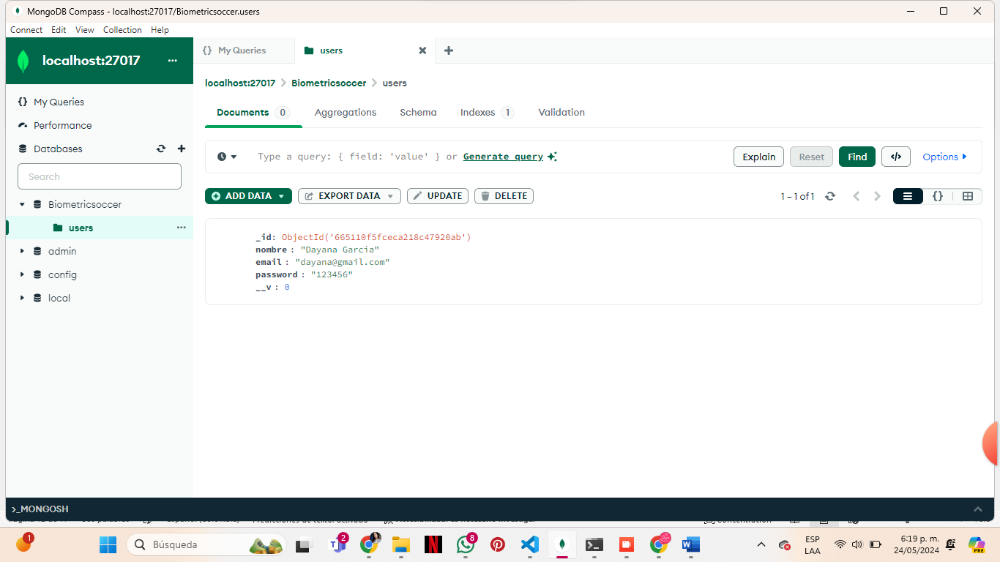 MongoDB Compass - localhost:27017/Biometricsoccer.users
Connect Edit View Collection Help
localhost:27017 ...
{} My Queries
users
localhost:27017 > Biometricsoccer > users
My Queries
Performance
Databases
Search
Biometricsoccer
users
admin
config
local
Documents 0 Aggregations Schema Indexes 1 Validation
Type a query: { field: 'value' } or Generate query
Explain Reset Find </> Options
ADD DATA EXPORT DATA UPDATE DELETE
1 – 1 of 1
{}
_id: ObjectId('665110f5fceca218c47920ab')
nombre : "Dayana Garcia"
email : "dayana@gmail.com"
password : "123456"
__v : 0
>_MONGOSH
1
Búsqueda
2
8
ESP
LAA
6:19 p. m.
24/05/2024
PRE